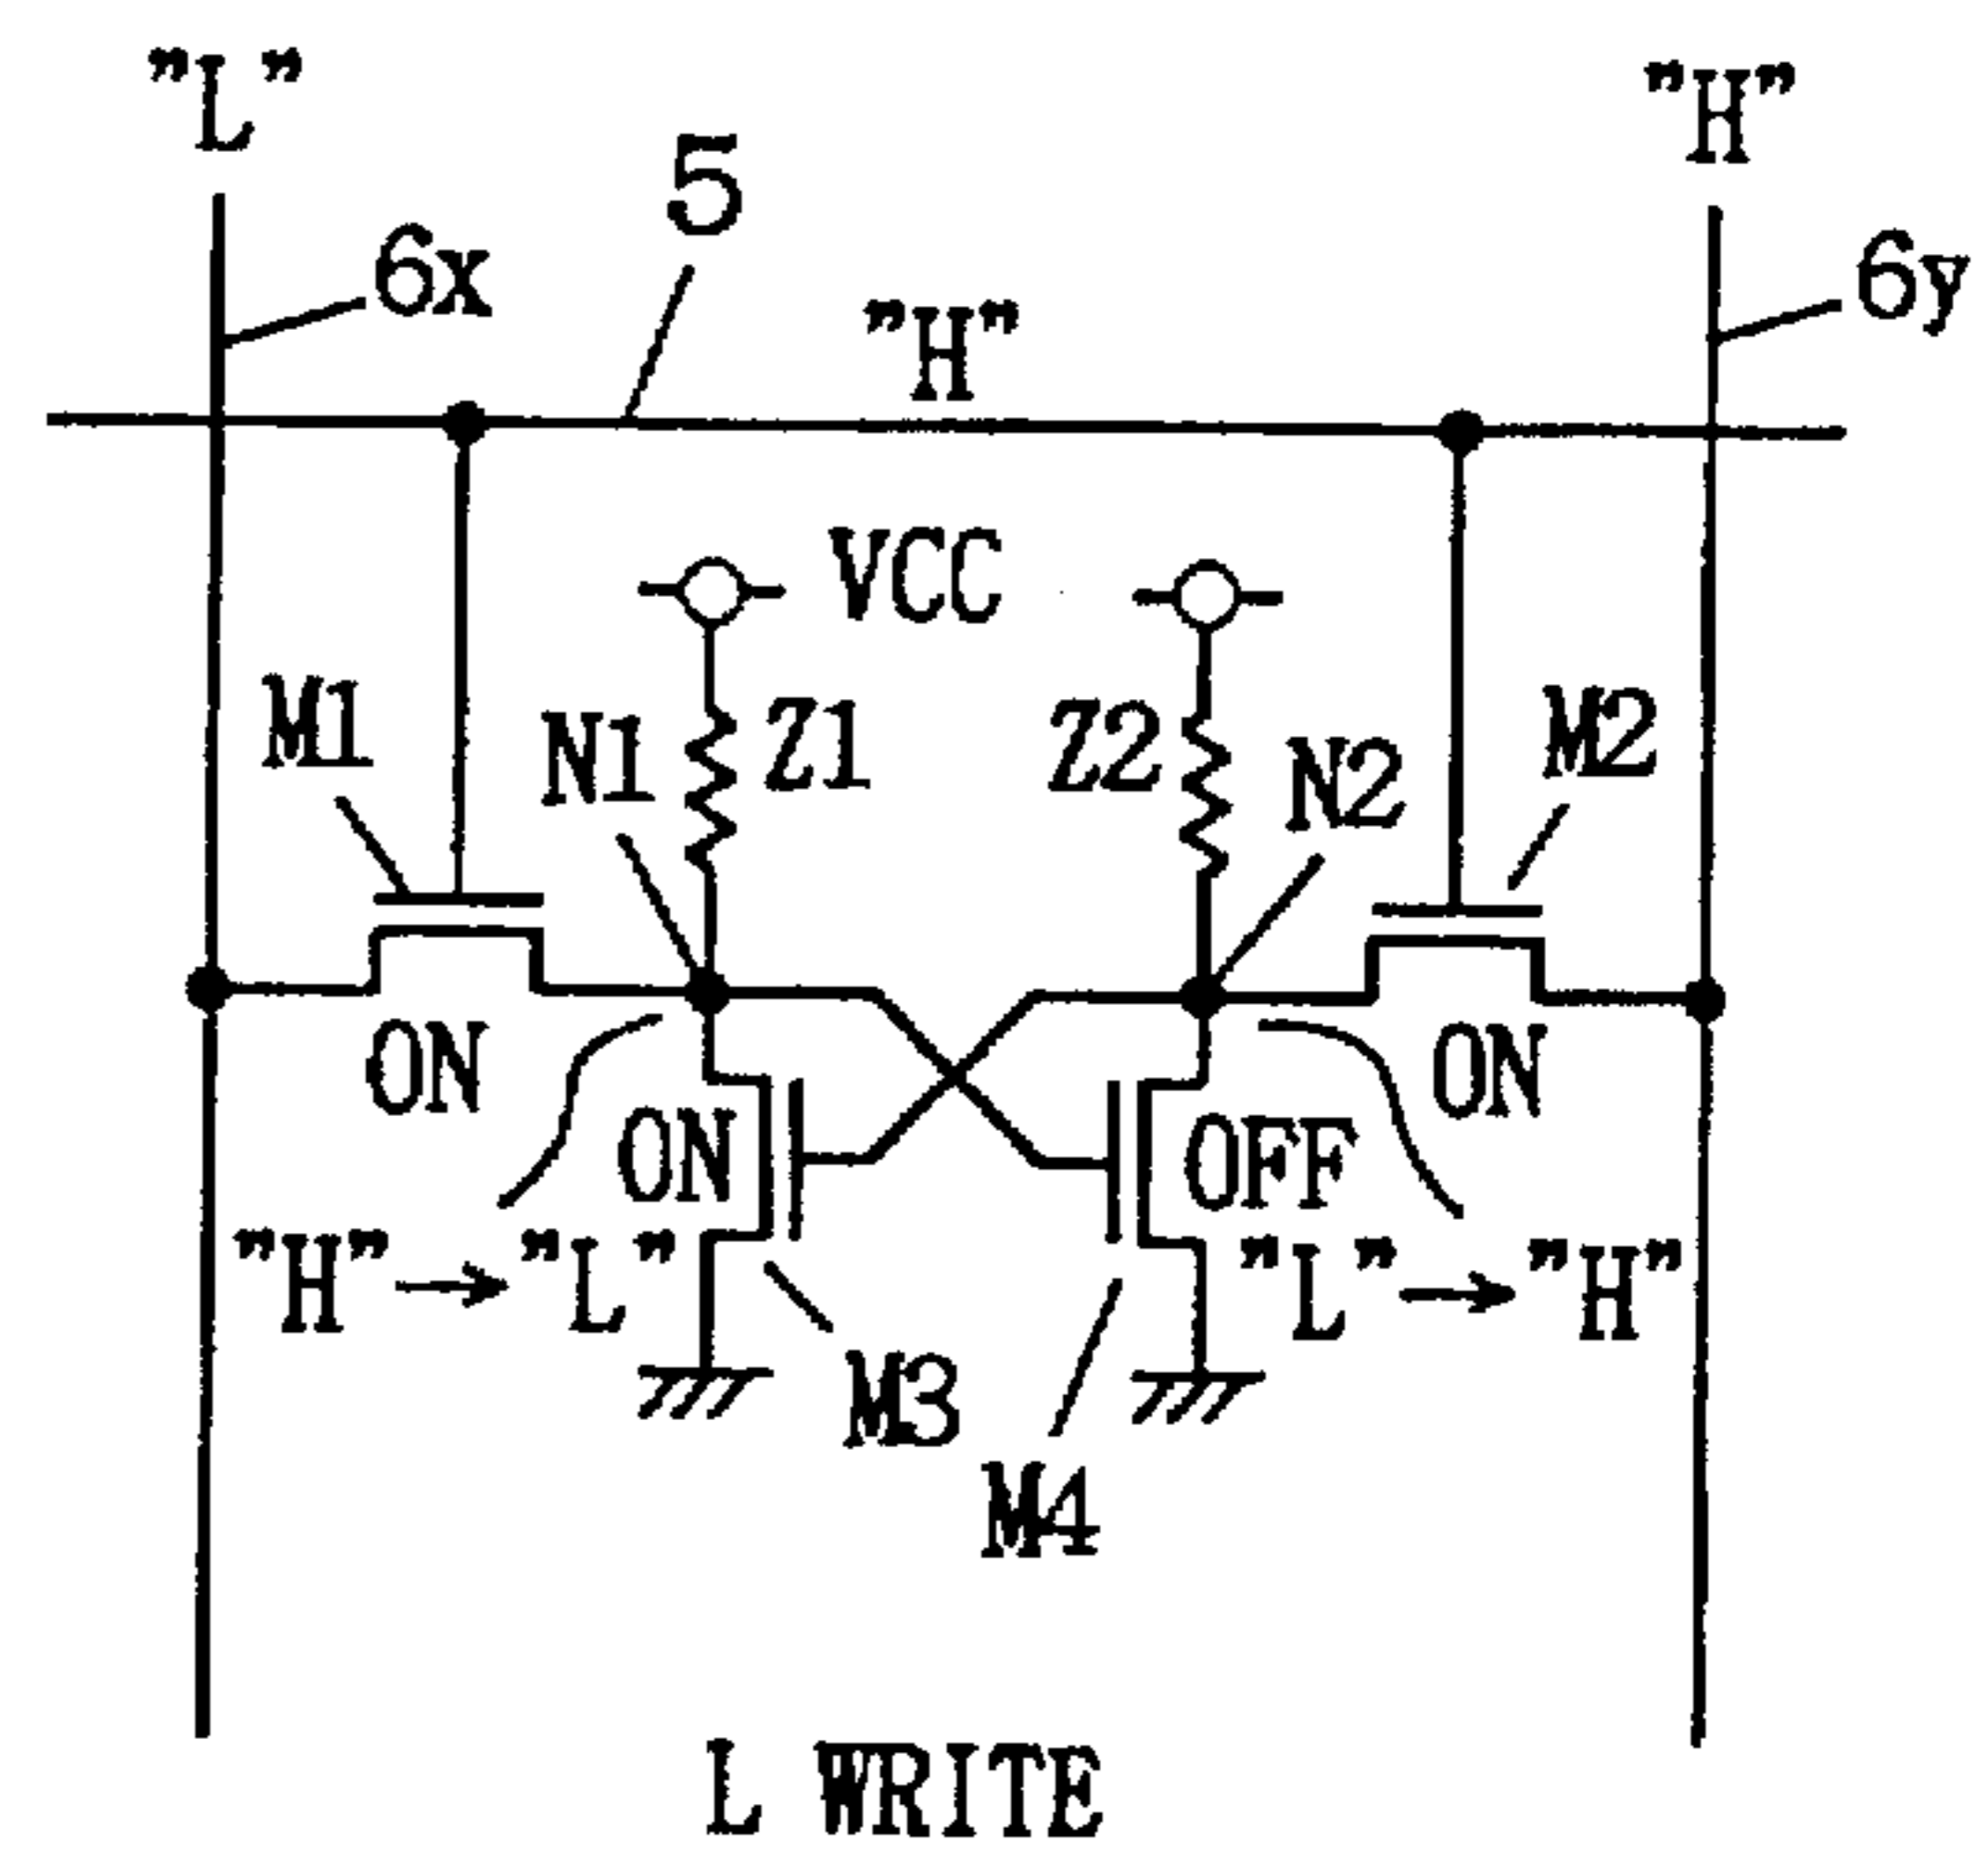 "L"
"H"
5
6x
6y
"H"
VCC
M1
N1
Z1
Z2
N2
M2
ON
ON
ON
OFF
"H" → "L"
"L" → "H"
M3
M4
L WRITE